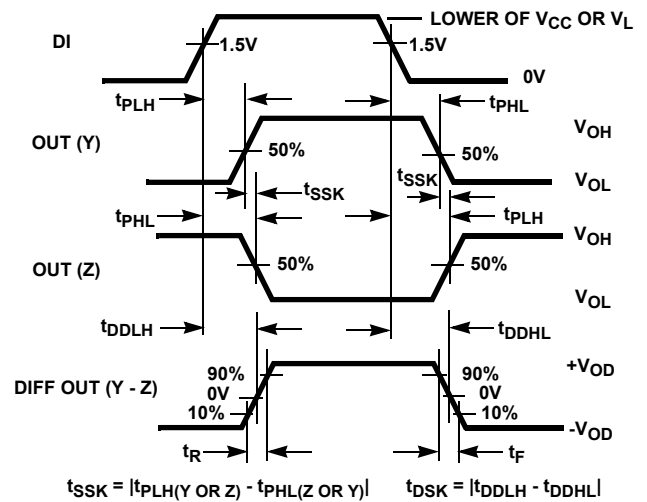 LOWER OF VCC OR VL
DI
1.5V
1.5V
0V
tPLH
tPHL
OUT (Y)
VOH
50%
50%
tSSK
tSSK
VOL
tPHL
tPLH
VOH
OUT (Z)
50%
50%
VOL
tDDLH
tDDHL
+VOD
90%
90%
DIFF OUT (Y - Z)
0V
0V
10%
10%
-VOD
tR
tF
tSSK = |tPLH(Y OR Z) - tPHL(Z OR Y)|
tDSK = |tDDLH - tDDHL|